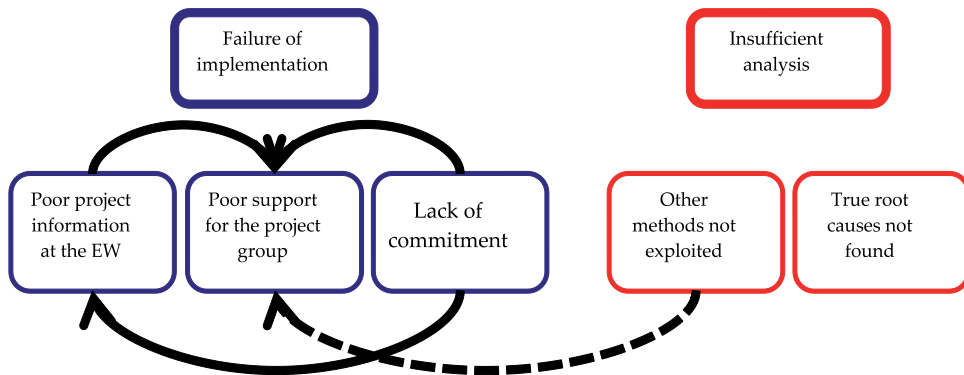 Failure of
implementation
Insufficient
analysis
Poor project
information
at the EW
Poor support
for the project
group
Lack of
commitment
Other
methods not
exploited
True root
causes not
found